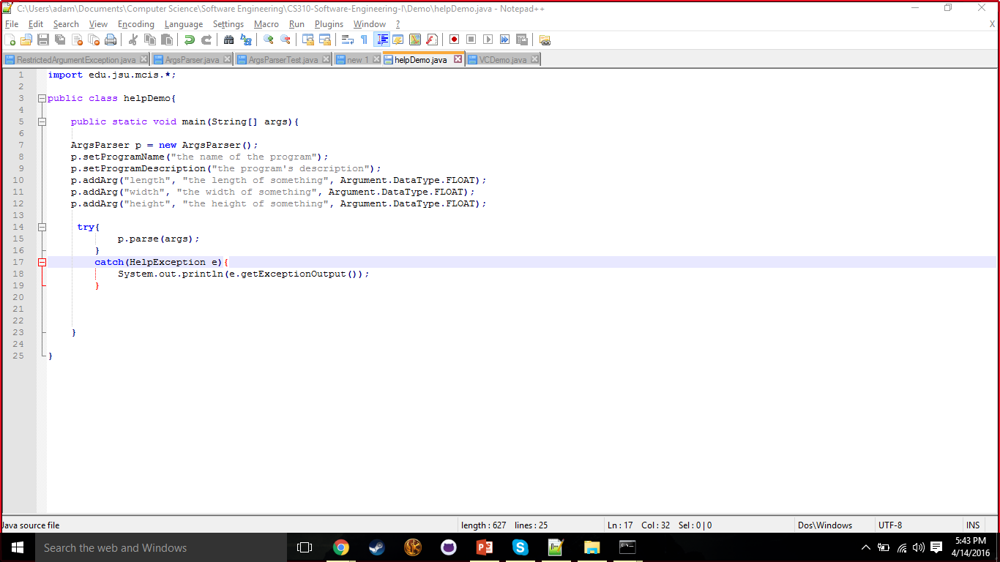 C:\Users\adam\Documents\Computer Science\Software Engineering\CS310-Software-Engineering-I\Demo\helpDemo.java - Notepad++
File Edit Search View Encoding Language Settings Macro Run Plugins Window ? X
RestrictedArgumentException.java ArgsParser.java ArgsParserTest.java new 1 helpDemo.java VCDemo.java
1 import edu.jsu.mcis.*;
2
3 public class helpDemo{
4
5 public static void main(String[] args){
6
7 ArgsParser p = new ArgsParser();
8 p.setProgramName("the name of the program");
9 p.setProgramDescription("the program's description");
10 p.addArg("length", "the length of something", Argument.DataType.FLOAT);
11 p.addArg("width", "the width of something", Argument.DataType.FLOAT);
12 p.addArg("height", "the height of something", Argument.DataType.FLOAT);
13
14 try{
15 p.parse(args);
16 }
17 catch(HelpException e){
18 System.out.println(e.getExceptionOutput());
19 }
20
21
22
23 }
24
25 }
Java source file length : 627 lines : 25 Ln : 17 Col : 32 Sel : 0 | 0 Dos\Windows UTF-8 INS
Search the web and Windows
5:43 PM
4/14/2016